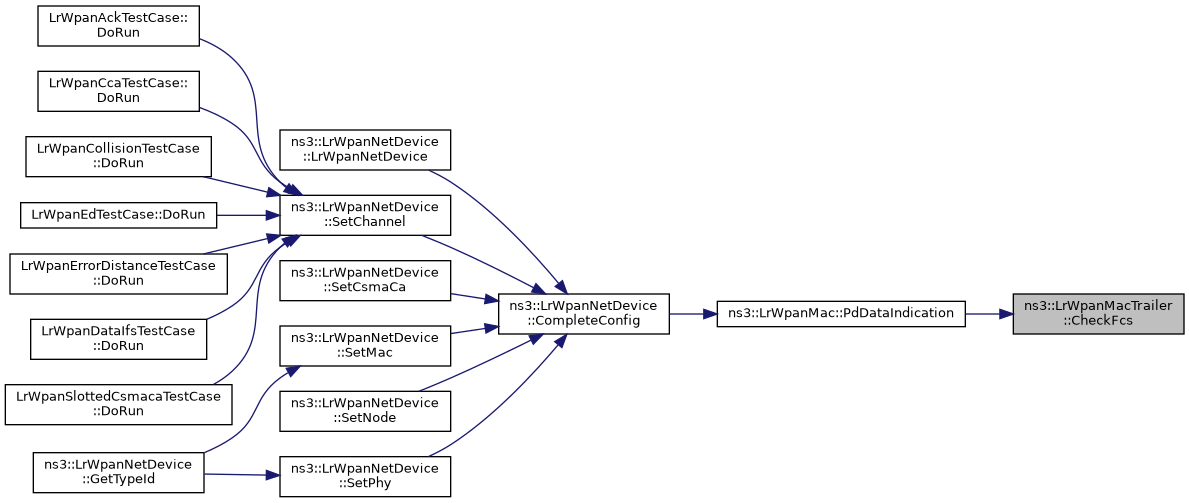 LrWpanAckTestCase::
DoRun
LrWpanCcaTestCase::
DoRun
LrWpanCollisionTestCase
::DoRun
LrWpanEdTestCase::DoRun
LrWpanErrorDistanceTestCase
::DoRun
LrWpanDataIfsTestCase
::DoRun
LrWpanSlottedCsmacaTestCase
::DoRun
ns3::LrWpanNetDevice
::GetTypeId
ns3::LrWpanNetDevice
::LrWpanNetDevice
ns3::LrWpanNetDevice
::SetChannel
ns3::LrWpanNetDevice
::SetCsmaCa
ns3::LrWpanNetDevice
::SetMac
ns3::LrWpanNetDevice
::SetNode
ns3::LrWpanNetDevice
::SetPhy
ns3::LrWpanNetDevice
::CompleteConfig
ns3::LrWpanMac::PdDataIndication
ns3::LrWpanMacTrailer
::CheckFcs